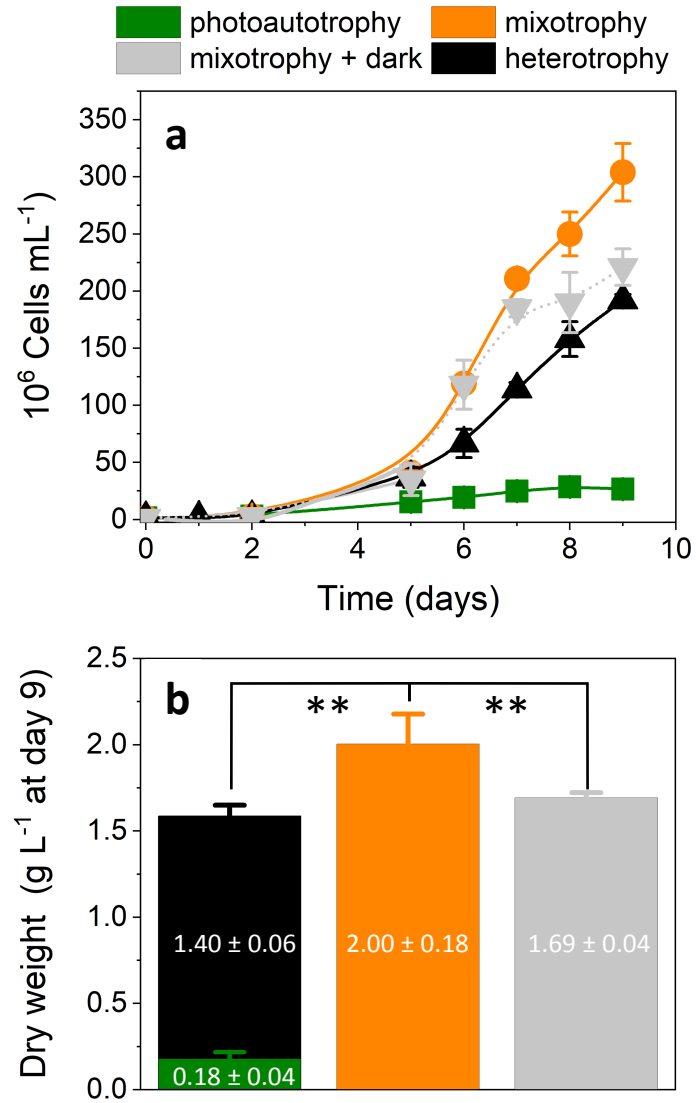 photoautotrophy mixotrophy
mixotrophy + dark heterotrophy
a
350
300
250
200
150
100
50
0
10⁶ Cells mL⁻¹
0 2 4 6 8 10
Time (days)
b
2.5
2.0
1.5
1.0
0.5
0.0
Dry weight (g L⁻¹ at day 9)
** **
1.40 ± 0.06 2.00 ± 0.18 1.69 ± 0.04
0.18 ± 0.04